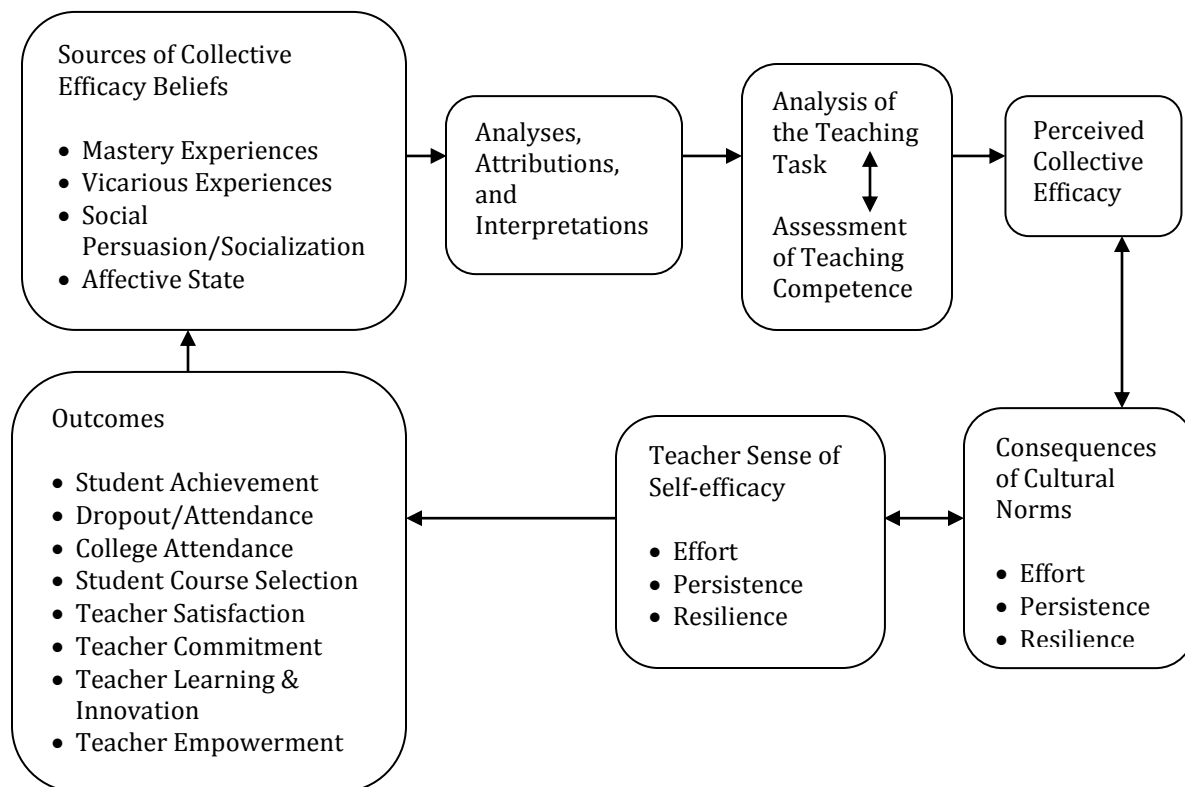 Sources of Collective
Efficacy Beliefs
• Mastery Experiences
• Vicarious Experiences
• Social
Persuasion/Socialization
• Affective State
Analyses,
Attributions,
and
Interpretations
Analysis of
the Teaching
Task
Assessment
of Teaching
Competence
Perceived
Collective
Efficacy
Consequences
of Cultural
Norms
• Effort
• Persistence
• Resilience
Teacher Sense of
Self-efficacy
• Effort
• Persistence
• Resilience
Outcomes
• Student Achievement
• Dropout/Attendance
• College Attendance
• Student Course Selection
• Teacher Satisfaction
• Teacher Commitment
• Teacher Learning &
Innovation
• Teacher Empowerment